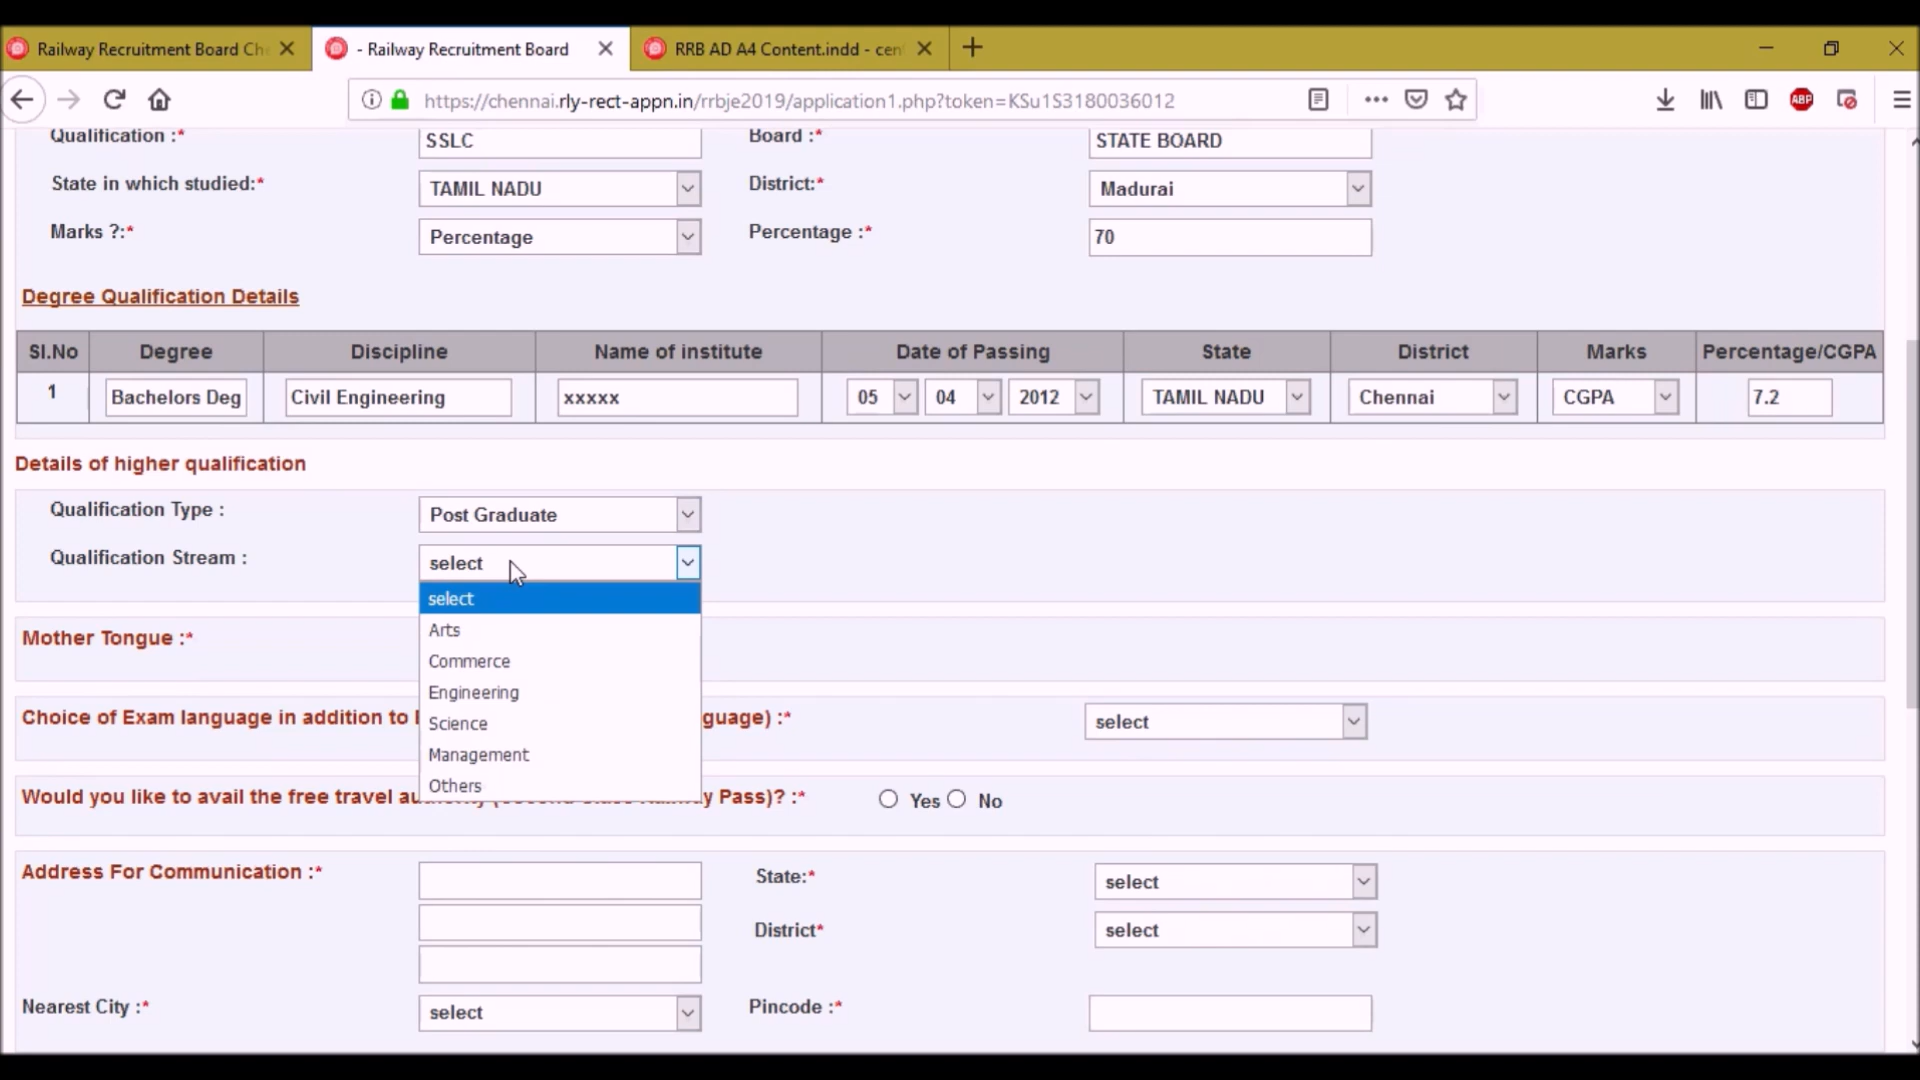 Railway Recruitment Board Ch
- Railway Recruitment Board
RRB AD A4 Content.indd - cen
https://chennai.rly-rect-appn.in/rrbje2019/application1.php?token=KSu1S3180036012
ABP
Qualification :* SSLC Board :* STATE BOARD
State in which studied:* TAMIL NADU District:* Madurai
Marks ?:* Percentage Percentage :* 70
Degree Qualification Details
Sl.No Degree Discipline Name of institute Date of Passing State District Marks Percentage/CGPA
1 Bachelors Deg Civil Engineering xxxxx 05 04 2012 TAMIL NADU Chennai CGPA 7.2
Details of higher qualification
Qualification Type : Post Graduate
Qualification Stream : select
select
Arts
Commerce
Engineering
Science
Management
Others
Mother Tongue :*
Choice of Exam language in addition to guage) :* select
Would you like to avail the free travel Pass)? :* Yes No
Address For Communication :* State:* select
District* select
Nearest City :* select Pincode :*